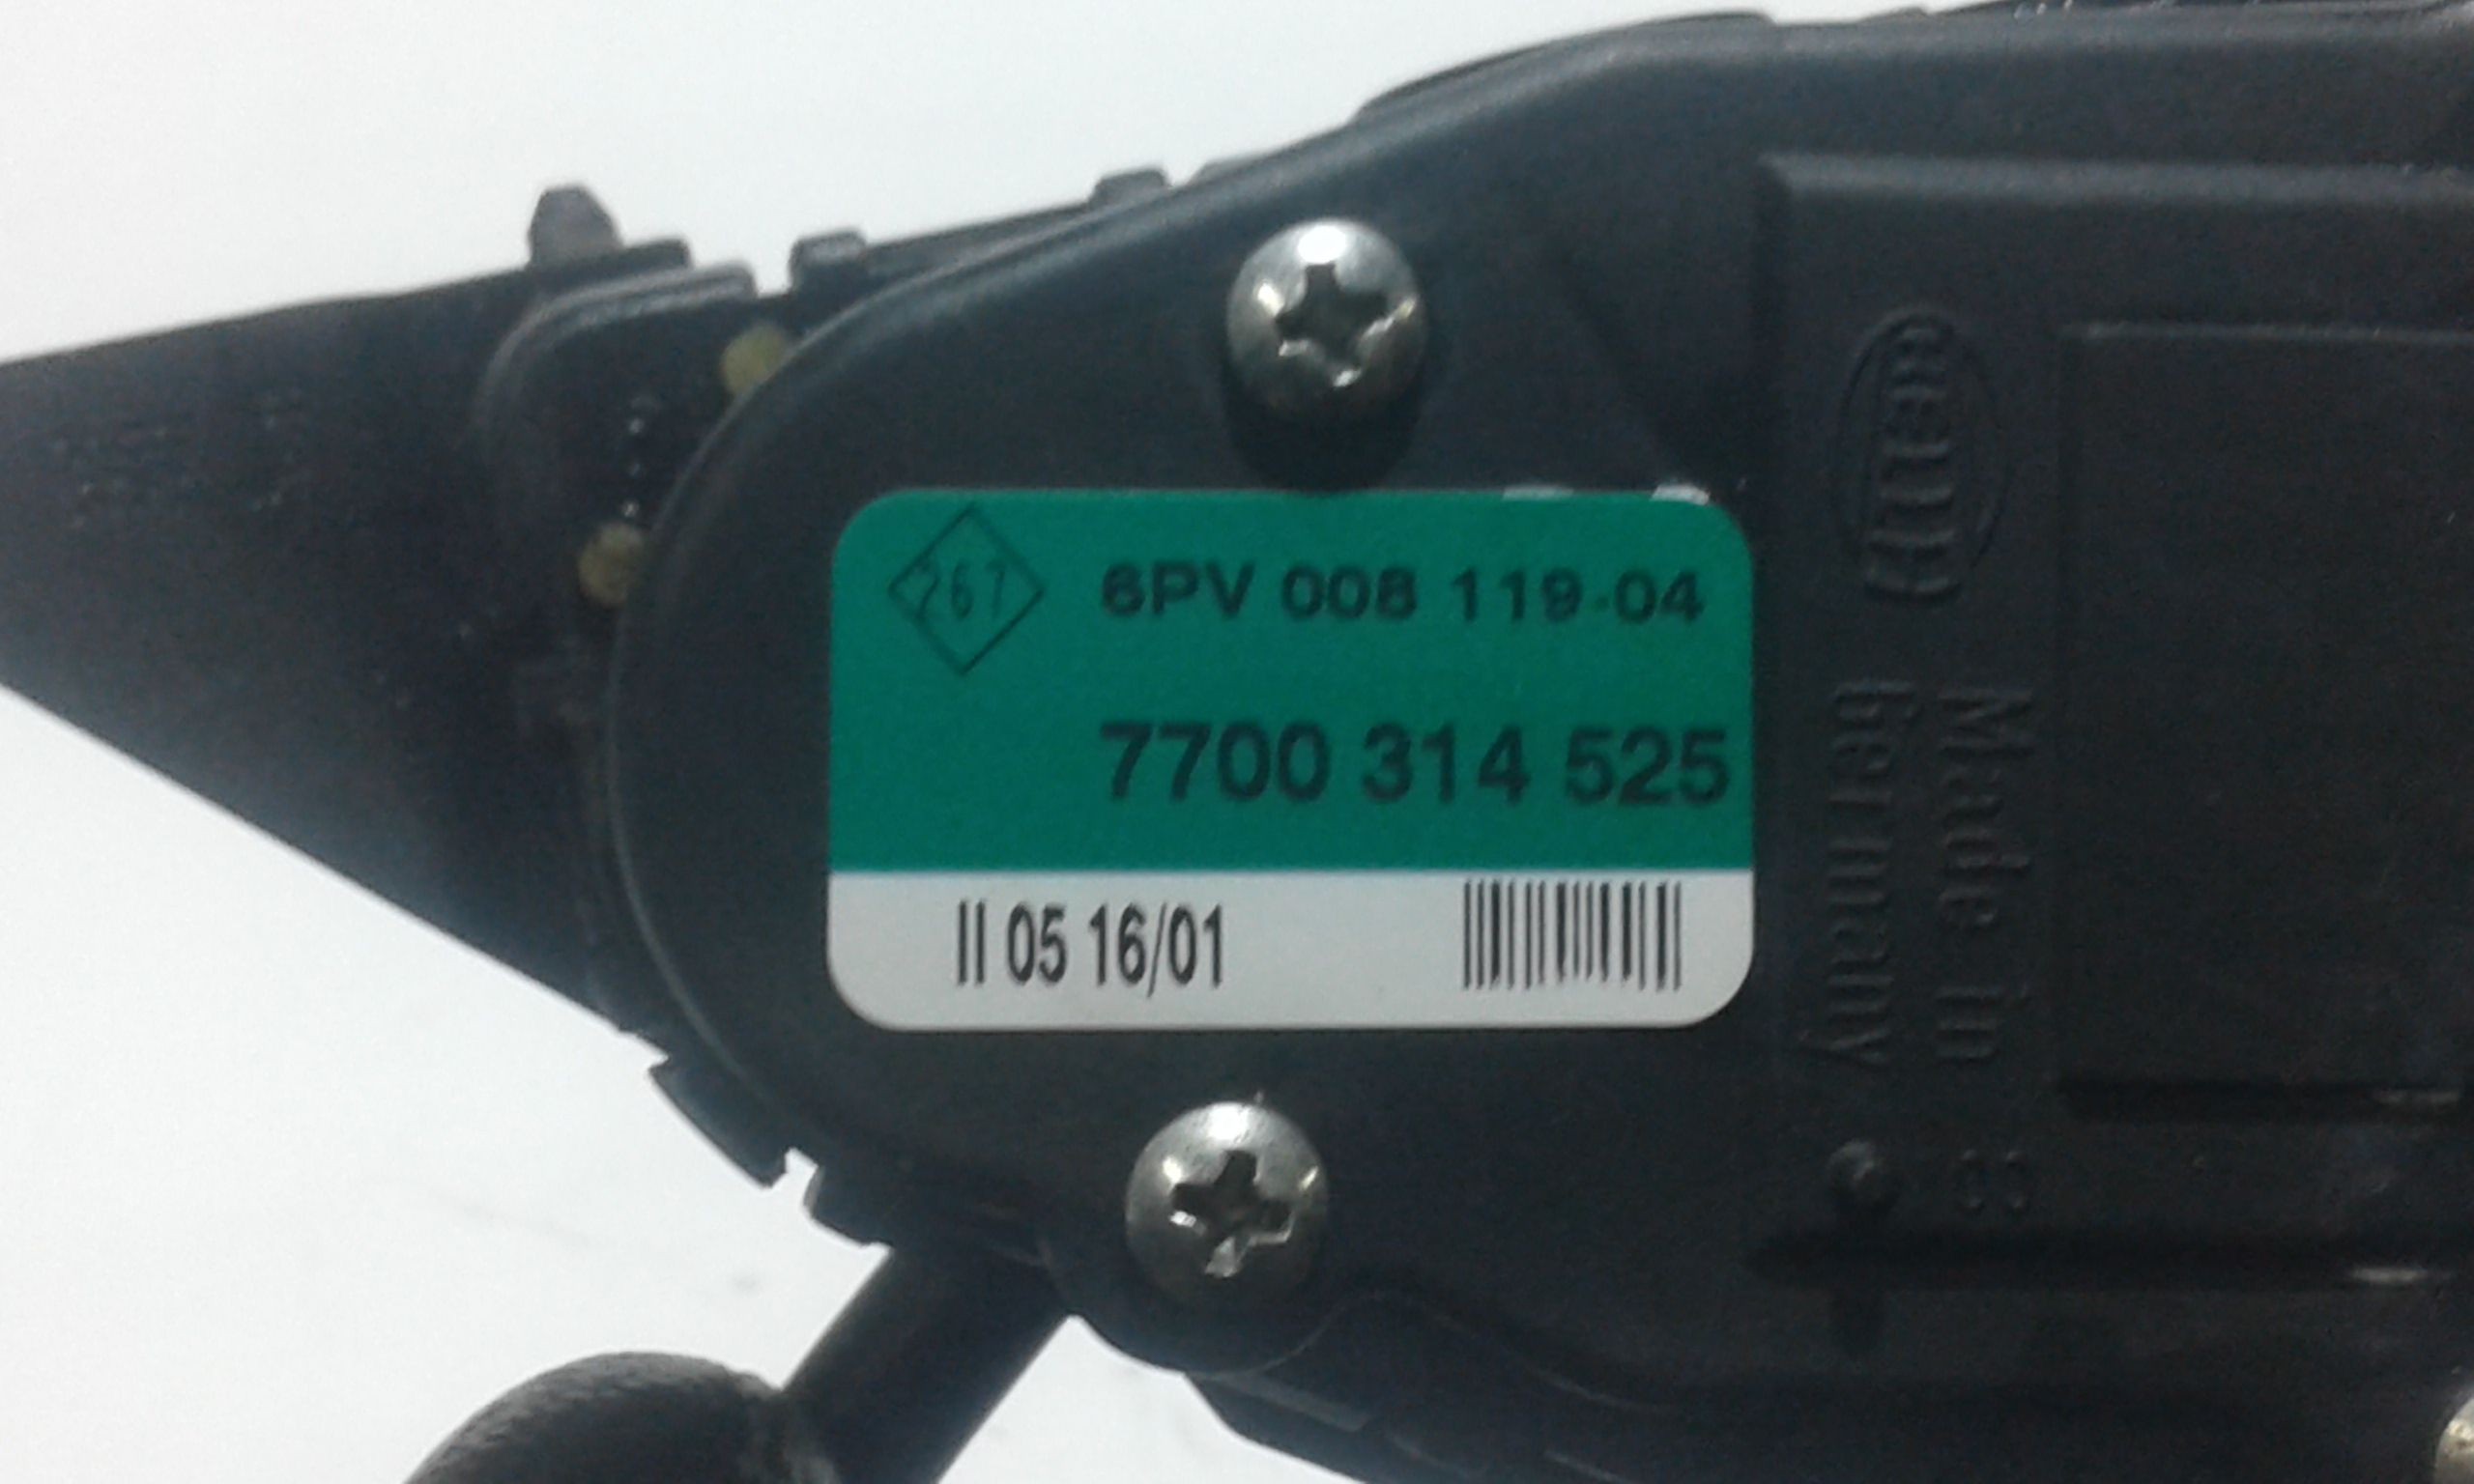 267
6PV 008 119-04
7700 314 525
II 05 16/01
Hella
Made in
Germany